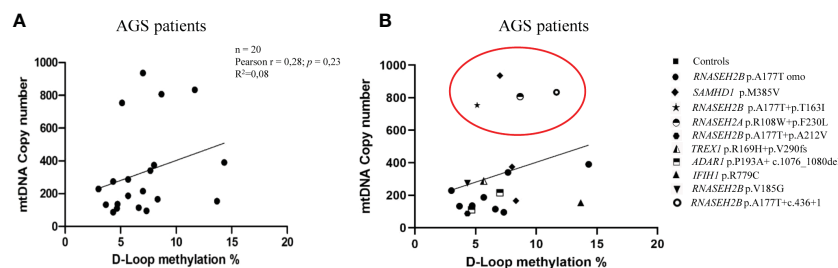 A
AGS patients
n = 20
Pearson r = 0,28; p = 0,23
R²=0,08
mtDNA Copy number
1000
800
600
400
200
0
0
5
10
15
20
D-Loop methylation %
B
AGS patients
mtDNA Copy number
1000
800
600
400
200
0
0
5
10
15
20
D-Loop methylation %
Controls
RNASEH2B p.A177T omo
SAMHD1 p.M385V
RNASEH2B p.A177T+p.T163I
RNASEH2A p.R108W+p.F230L
RNASEH2B p.A177T+p.A212V
TREX1 p.R169H+p.V290fs
ADAR1 p.P193A+ c.1076_1080de
IFIH1 p.R779C
RNASEH2B p.V185G
RNASEH2B p.A177T+c.436+1